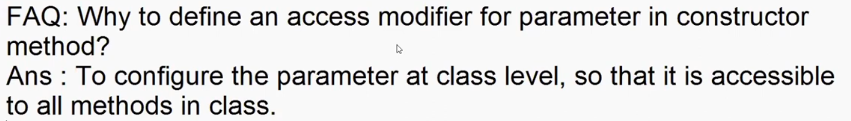 FAQ: Why to define an access modifier for parameter in constructor
method?
Ans : To configure the parameter at class level, so that it is accessible
to all methods in class.